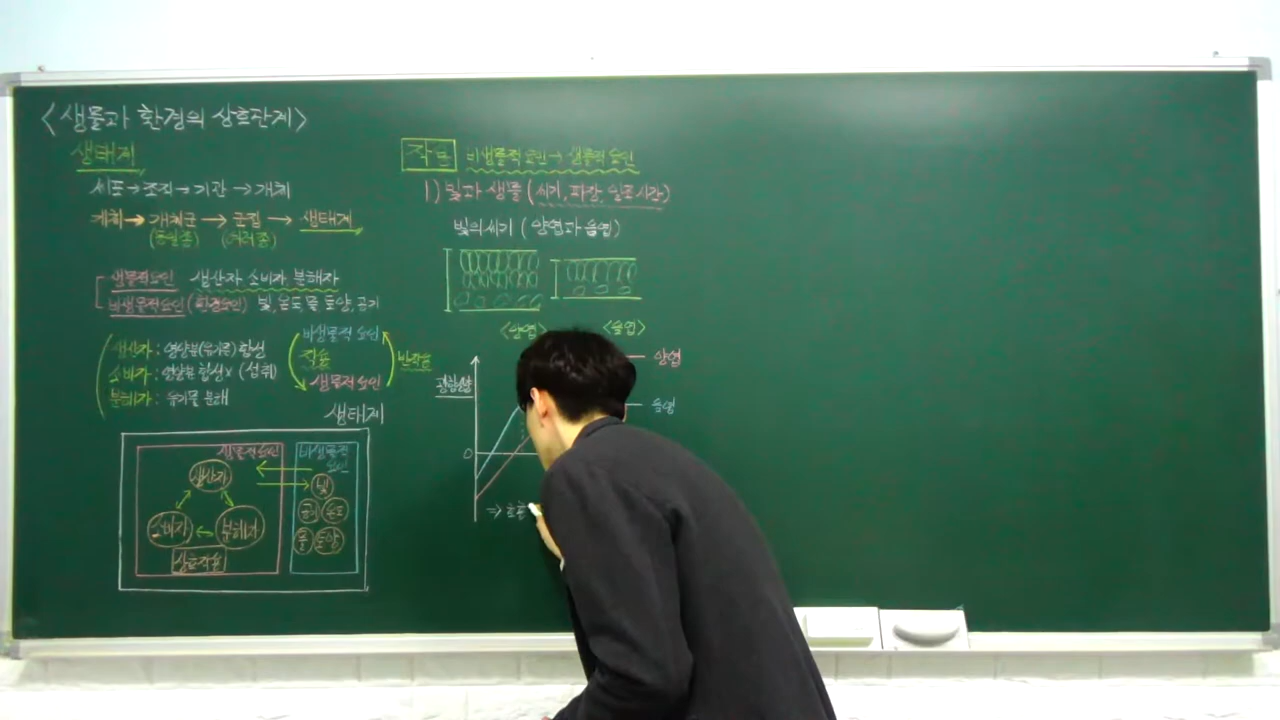 <생물과 환경의 상호관계>
생태계
세포→조직→기관→개체
개체→개체군→군집→생태계
(동일종) (여러종)
생물적요인 생산자 소비자 분해자
비생물적요인(환경요인) 빛, 온도, 물, 토양, 공기
생산자: 영양분(유기물) 합성
소비자: 영양분 합성x (섭취)
분해자: 유기물 분해
비생물적 요인
작용
반작용
생물적요인
생태계
생물적요인
생산자
소비자
분해자
상호작용
비생물적
요인
빛
공기
온도
물
토양
작용 비생물적요인→생물적요인
1) 빛과 생물 (세기, 파장, 일조시간)
빛의세기 (양엽과 음엽)
<양엽> <음엽>
양엽
음엽
0
⇒ 호흡